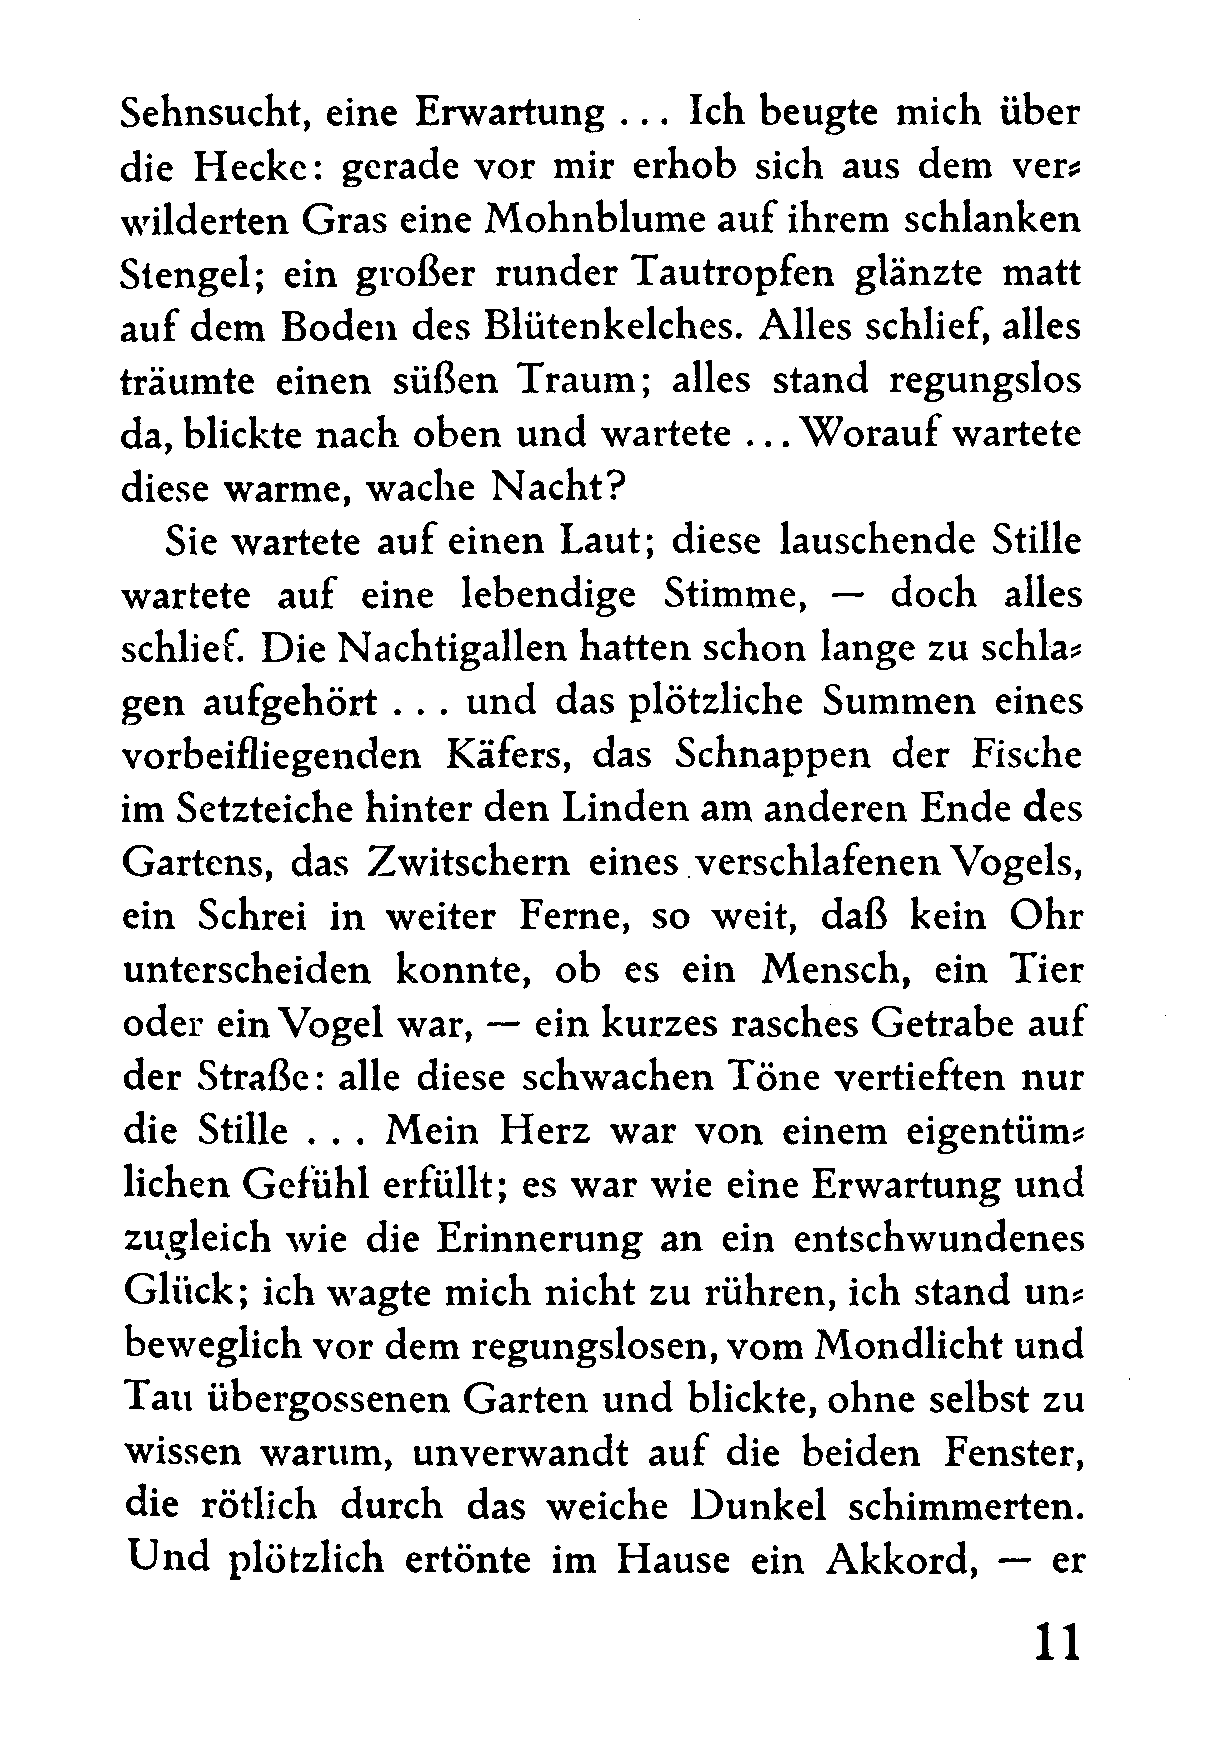 Sehnsucht, eine Erwartung ... Ich beugte mich über
die Hecke: gerade vor mir erhob sich aus dem ver⸗
wilderten Gras eine Mohnblume auf ihrem schlanken
Stengel; ein großer runder Tautropfen glänzte matt
auf dem Boden des Blütenkelches. Alles schlief, alles
träumte einen süßen Traum; alles stand regungslos
da, blickte nach oben und wartete ... Worauf wartete
diese warme, wache Nacht?
Sie wartete auf einen Laut; diese lauschende Stille
wartete auf eine lebendige Stimme, — doch alles
schlief. Die Nachtigallen hatten schon lange zu schla⸗
gen aufgehört ... und das plötzliche Summen eines
vorbeifliegenden Käfers, das Schnappen der Fische
im Setzteiche hinter den Linden am anderen Ende des
Gartens, das Zwitschern eines verschlafenen Vogels,
ein Schrei in weiter Ferne, so weit, daß kein Ohr
unterscheiden konnte, ob es ein Mensch, ein Tier
oder ein Vogel war, — ein kurzes rasches Getrabe auf
der Straße: alle diese schwachen Töne vertieften nur
die Stille ... Mein Herz war von einem eigentüm⸗
lichen Gefühl erfüllt; es war wie eine Erwartung und
zugleich wie die Erinnerung an ein entschwundenes
Glück; ich wagte mich nicht zu rühren, ich stand un⸗
beweglich vor dem regungslosen, vom Mondlicht und
Tau übergossenen Garten und blickte, ohne selbst zu
wissen warum, unverwandt auf die beiden Fenster,
die rötlich durch das weiche Dunkel schimmerten.
Und plötzlich ertönte im Hause ein Akkord, — er
11